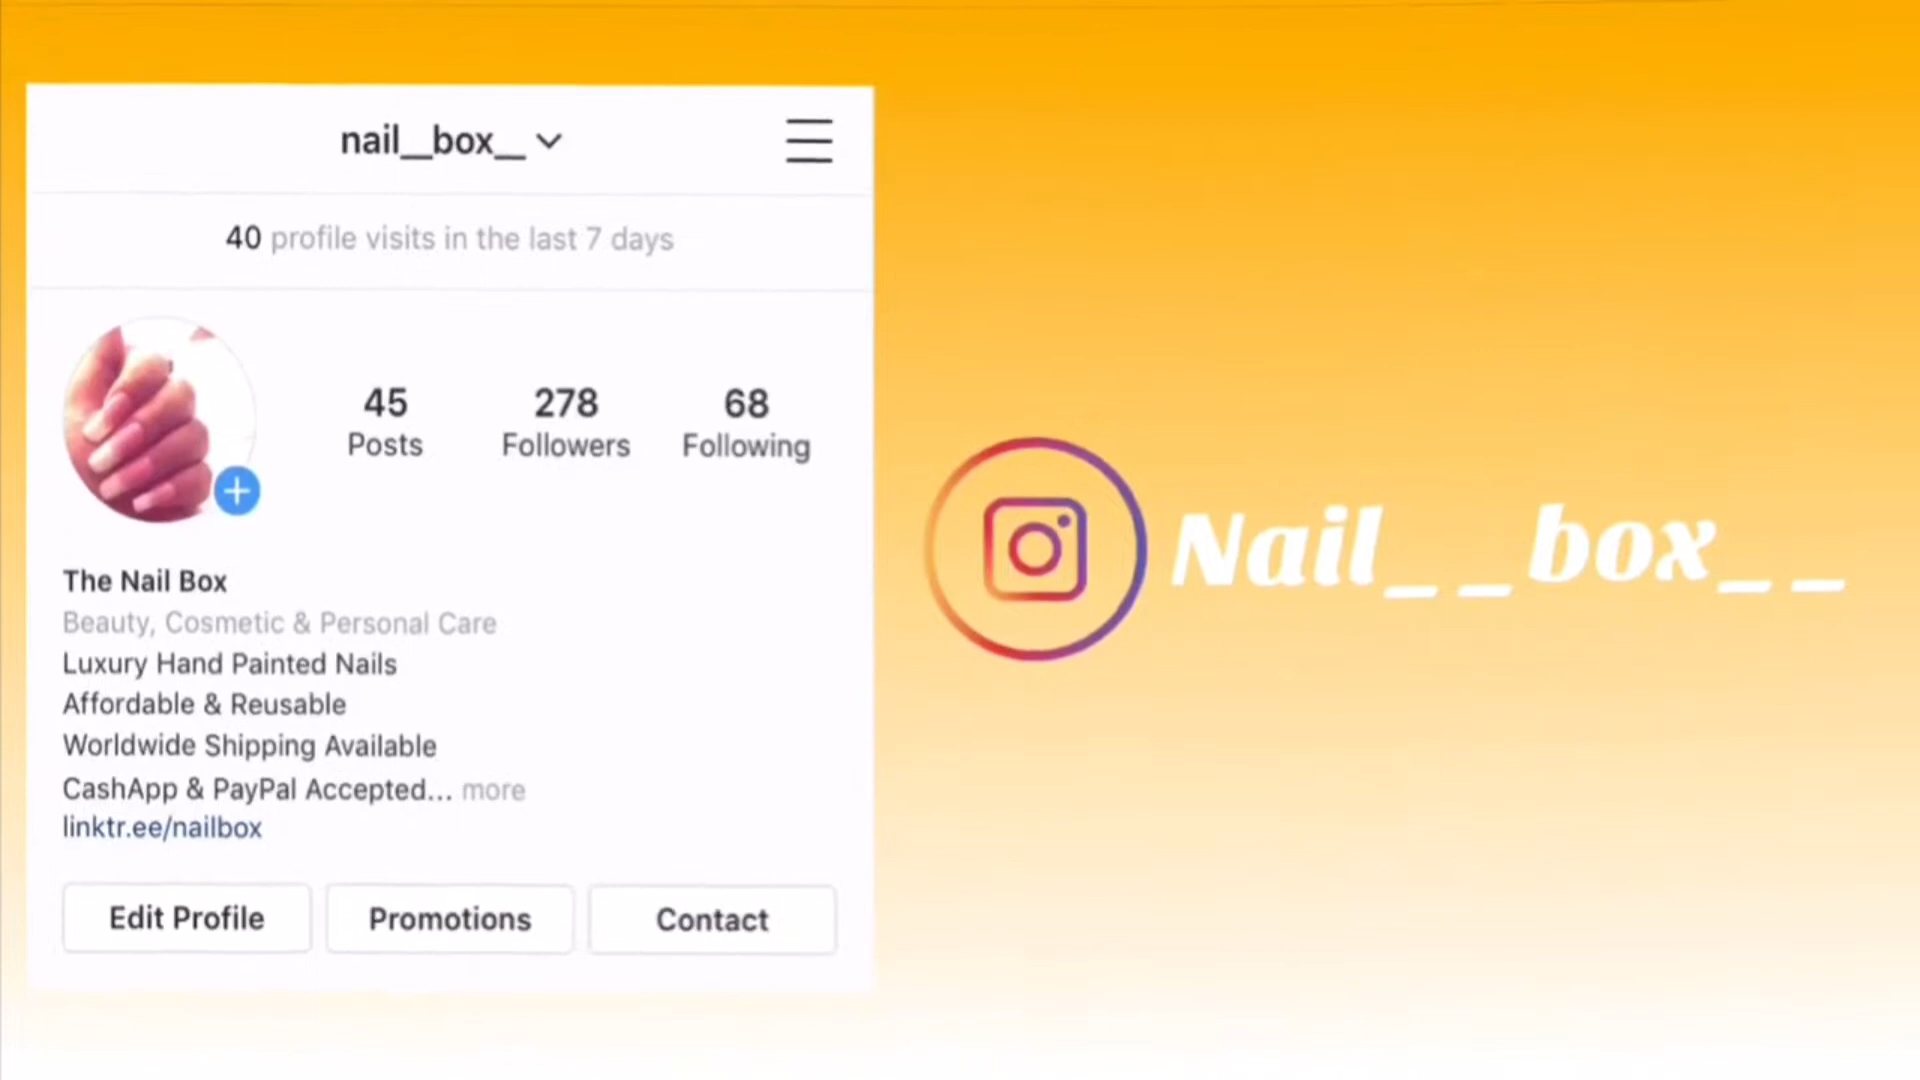 nail__box__
40 profile visits in the last 7 days
45 278 68
Posts Followers Following
The Nail Box
Beauty, Cosmetic & Personal Care
Luxury Hand Painted Nails
Affordable & Reusable
Worldwide Shipping Available
CashApp & PayPal Accepted... more
linktr.ee/nailbox
Edit Profile Promotions Contact
Nail__box__